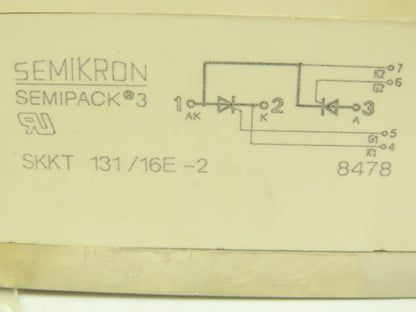 SEMIKRON
SEMIPACK® 3
RU
1 AK 2 K 3 A
K2 7
G2 6
G1 5
K1 4
SKKT 131/16E -2
8478